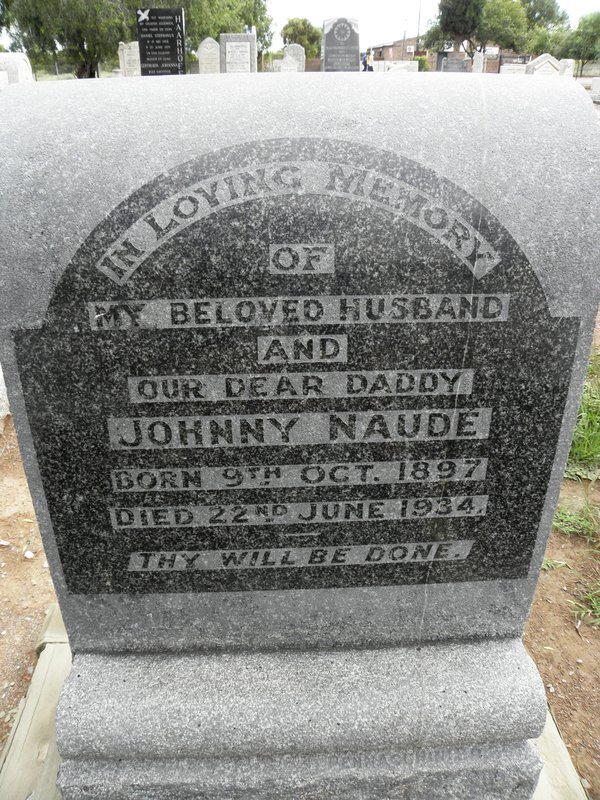 IN LOVING MEMORY
OF
MY BELOVED HUSBAND
AND
OUR DEAR DADDY
JOHNNY NAUDE
BORN 9TH OCT. 1897
DIED 22ND JUNE 1934.
THY WILL BE DONE.